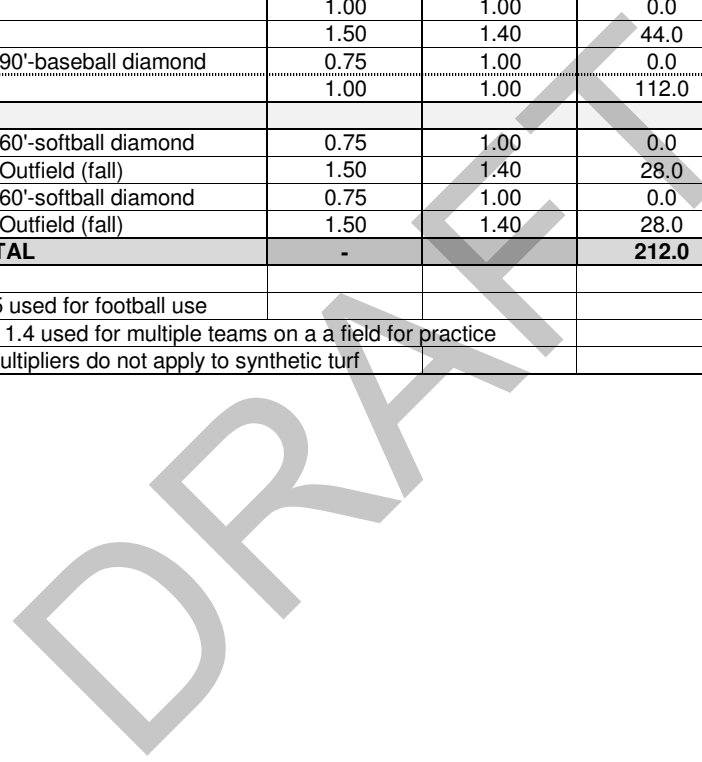 1.00 1.00 0.0
1.50 1.40 44.0
90'-baseball diamond 0.75 1.00 0.0
1.00 1.00 112.0
60'-softball diamond 0.75 1.00 0.0
Outfield (fall) 1.50 1.40 28.0
60'-softball diamond 0.75 1.00 0.0
Outfield (fall) 1.50 1.40 28.0
TAL - 212.0
5 used for football use
1.4 used for multiple teams on a a field for practice
ultipliers do not apply to synthetic turf
DRAFT